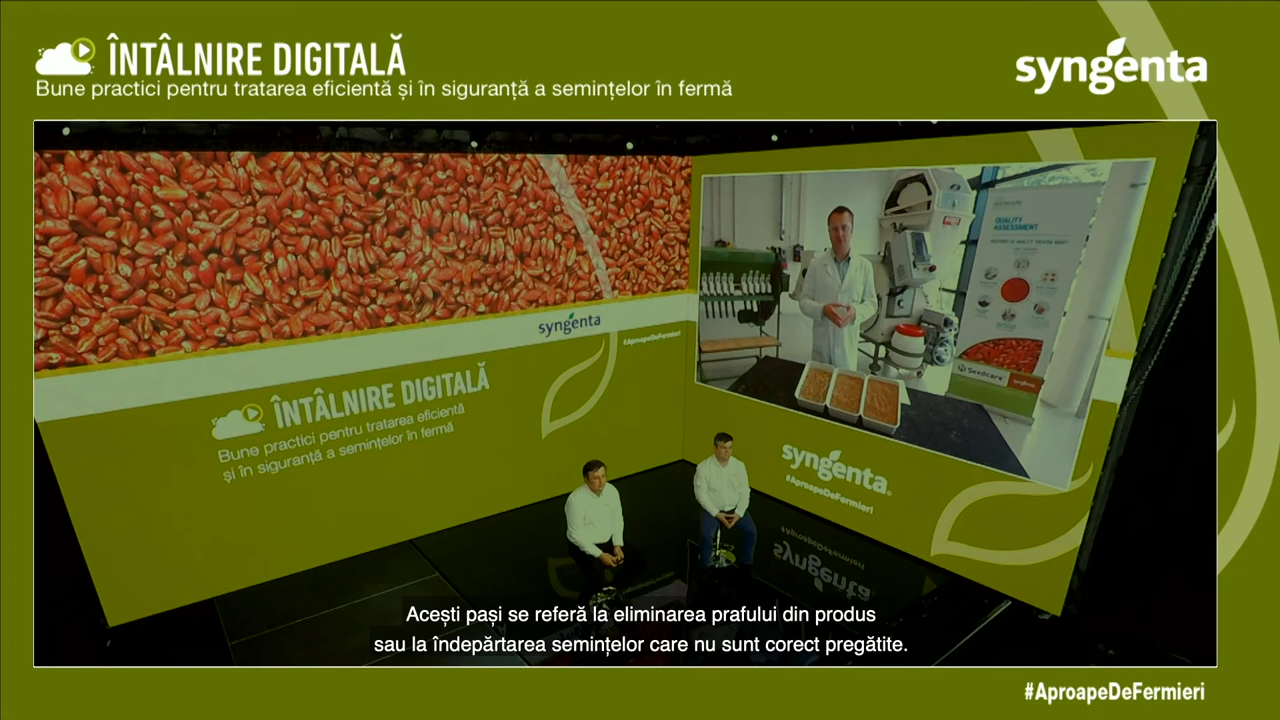 ÎNTÂLNIRE DIGITALĂ
Bune practici pentru tratarea eficientă și în siguranță a semințelor în fermă
syngenta
syngenta
#AproapeDeFermieri
ÎNTÂLNIRE DIGITALĂ
Bune practici pentru tratarea eficientă
și în siguranță a semințelor în fermă
QUALITY
ASSESSMENT
Seedcare
syngenta
syngenta
#AproapeDeFermieri
#AproapeDeFermieri
syngenta
Acești pași se referă la eliminarea prafului din produs
sau la îndepărtarea semințelor care nu sunt corect pregătite.
#AproapeDeFermieri